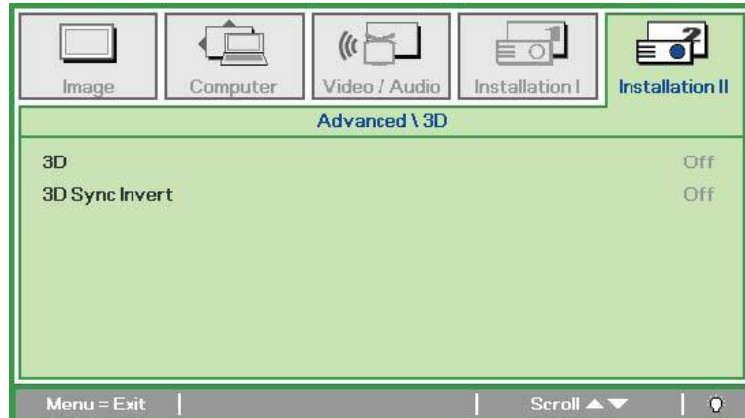 Image
Computer
Video / Audio
Installation I
Installation II
Advanced \ 3D
3D Off
3D Sync Invert Off
Menu = Exit Scroll ▲▼